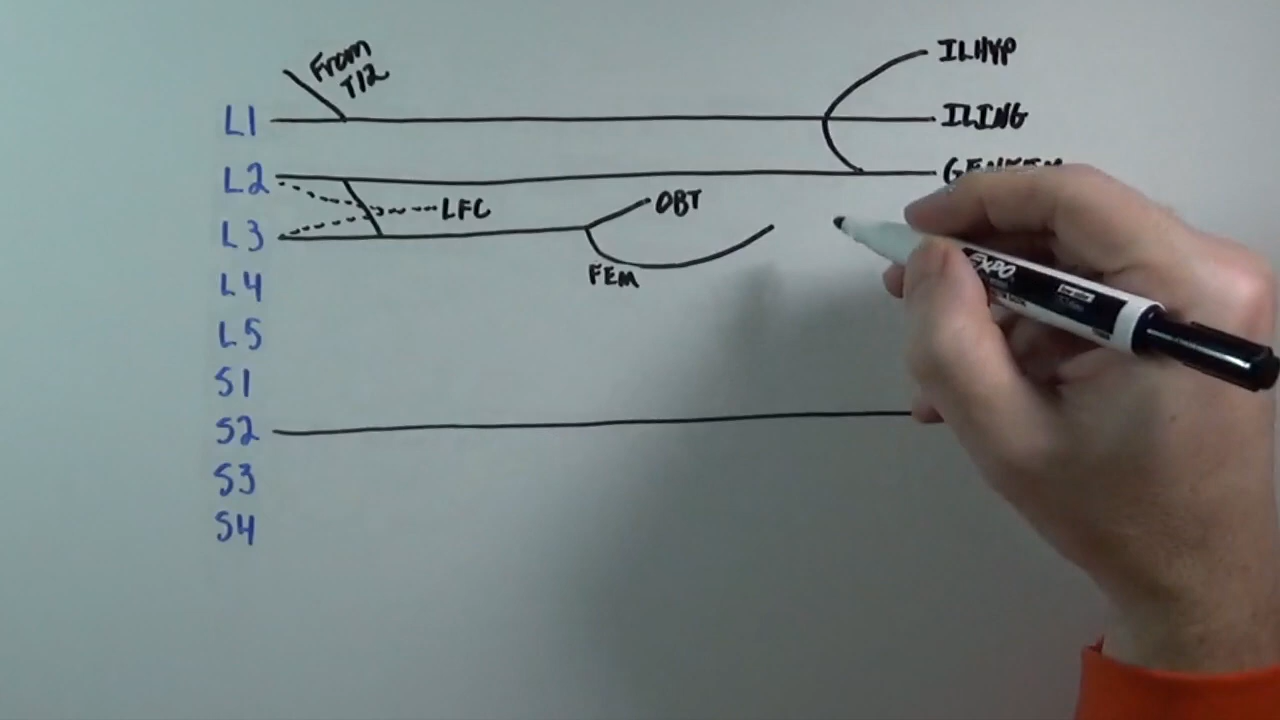 From
T12
ILHYP
L1
ILING
L2
LFC
OBT
L3
FEM
L4
EXPO
L5
S1
S2
S3
S4